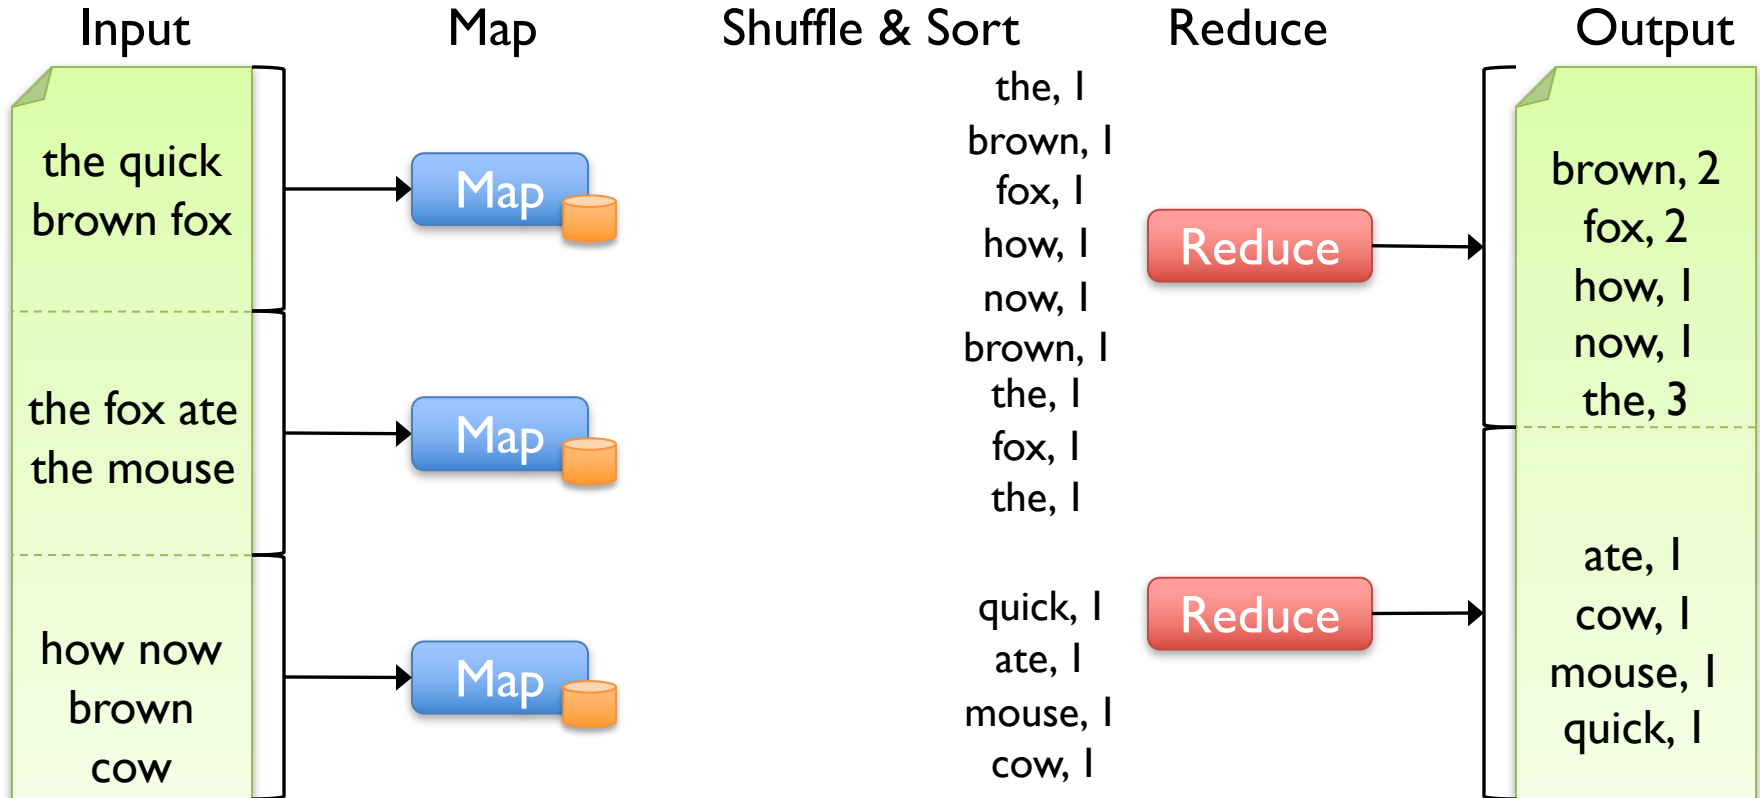 Input
Map
Shuffle & Sort
Reduce
Output
the quick
brown fox
the fox ate
the mouse
how now
brown
cow
Map
Map
Map
the, 1
brown, 1
fox, 1
how, 1
now, 1
brown, 1
the, 1
fox, 1
the, 1
quick, 1
ate, 1
mouse, 1
cow, 1
Reduce
Reduce
brown, 2
fox, 2
how, 1
now, 1
the, 3
ate, 1
cow, 1
mouse, 1
quick, 1